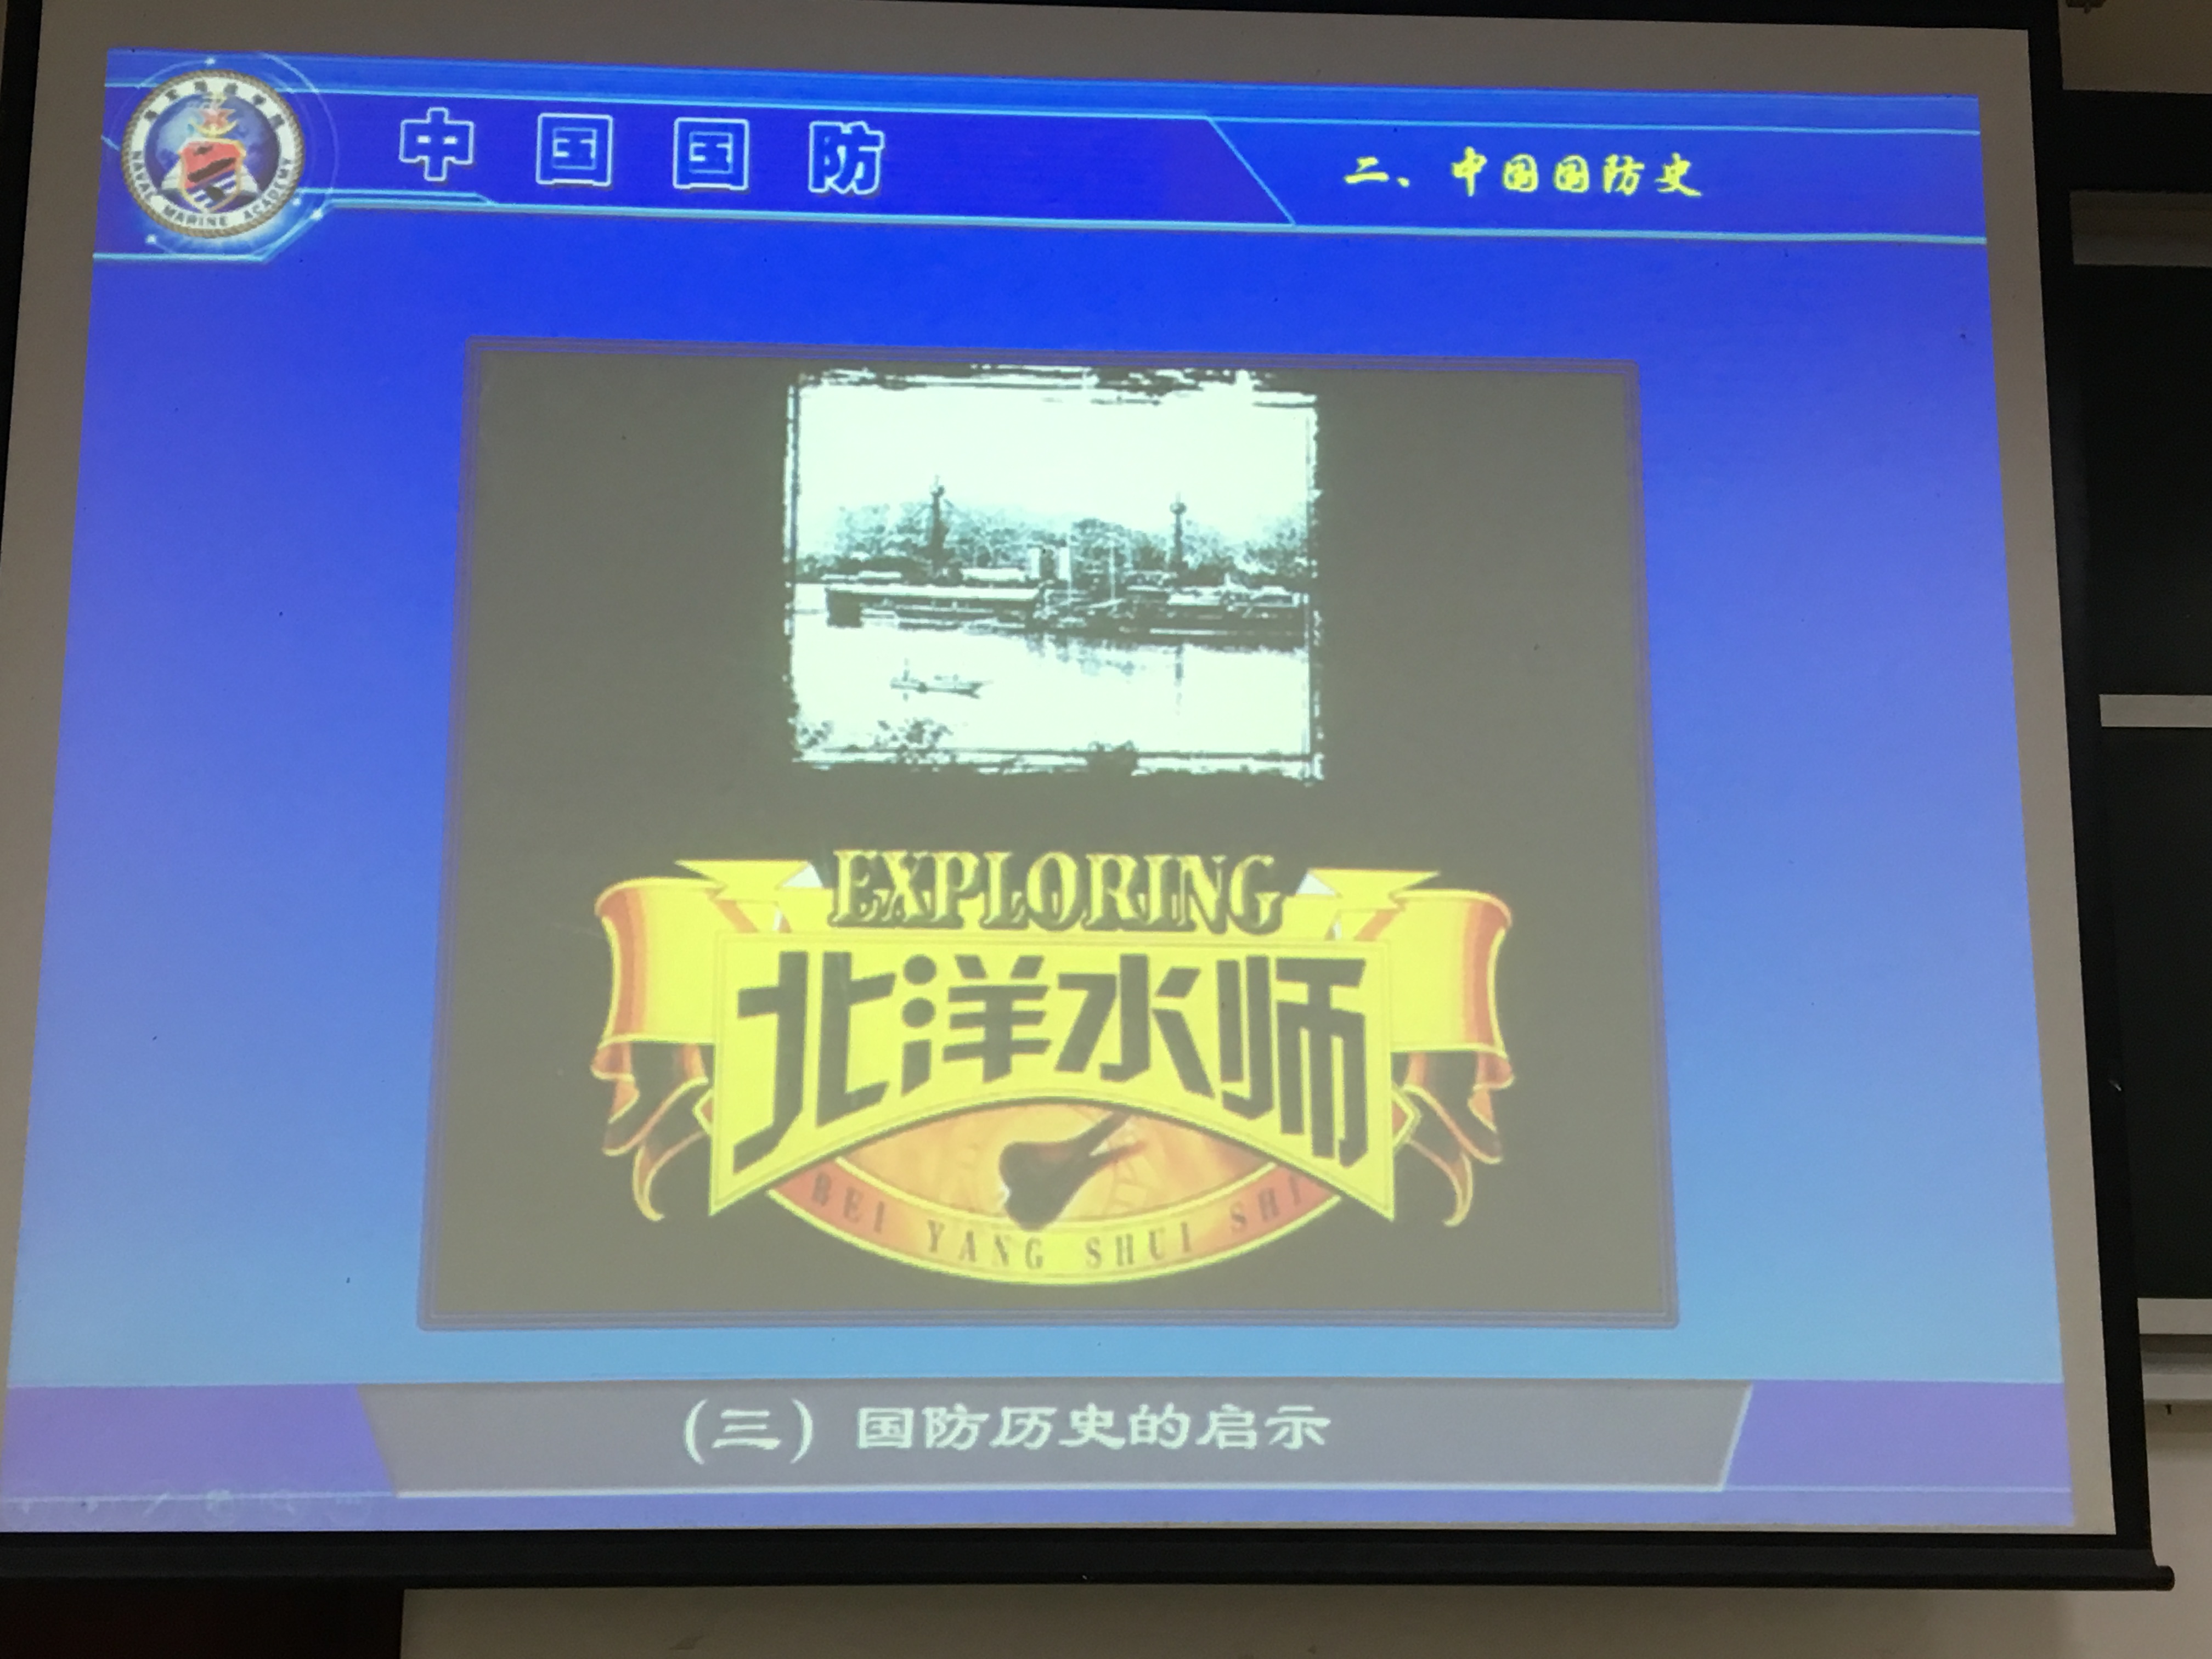 中国国防
二、中国国防史
NAVAL MARINE ACADEMY
EXPLORING
北洋水师
BEI YANG SHUI SHI
(三) 国防历史的启示